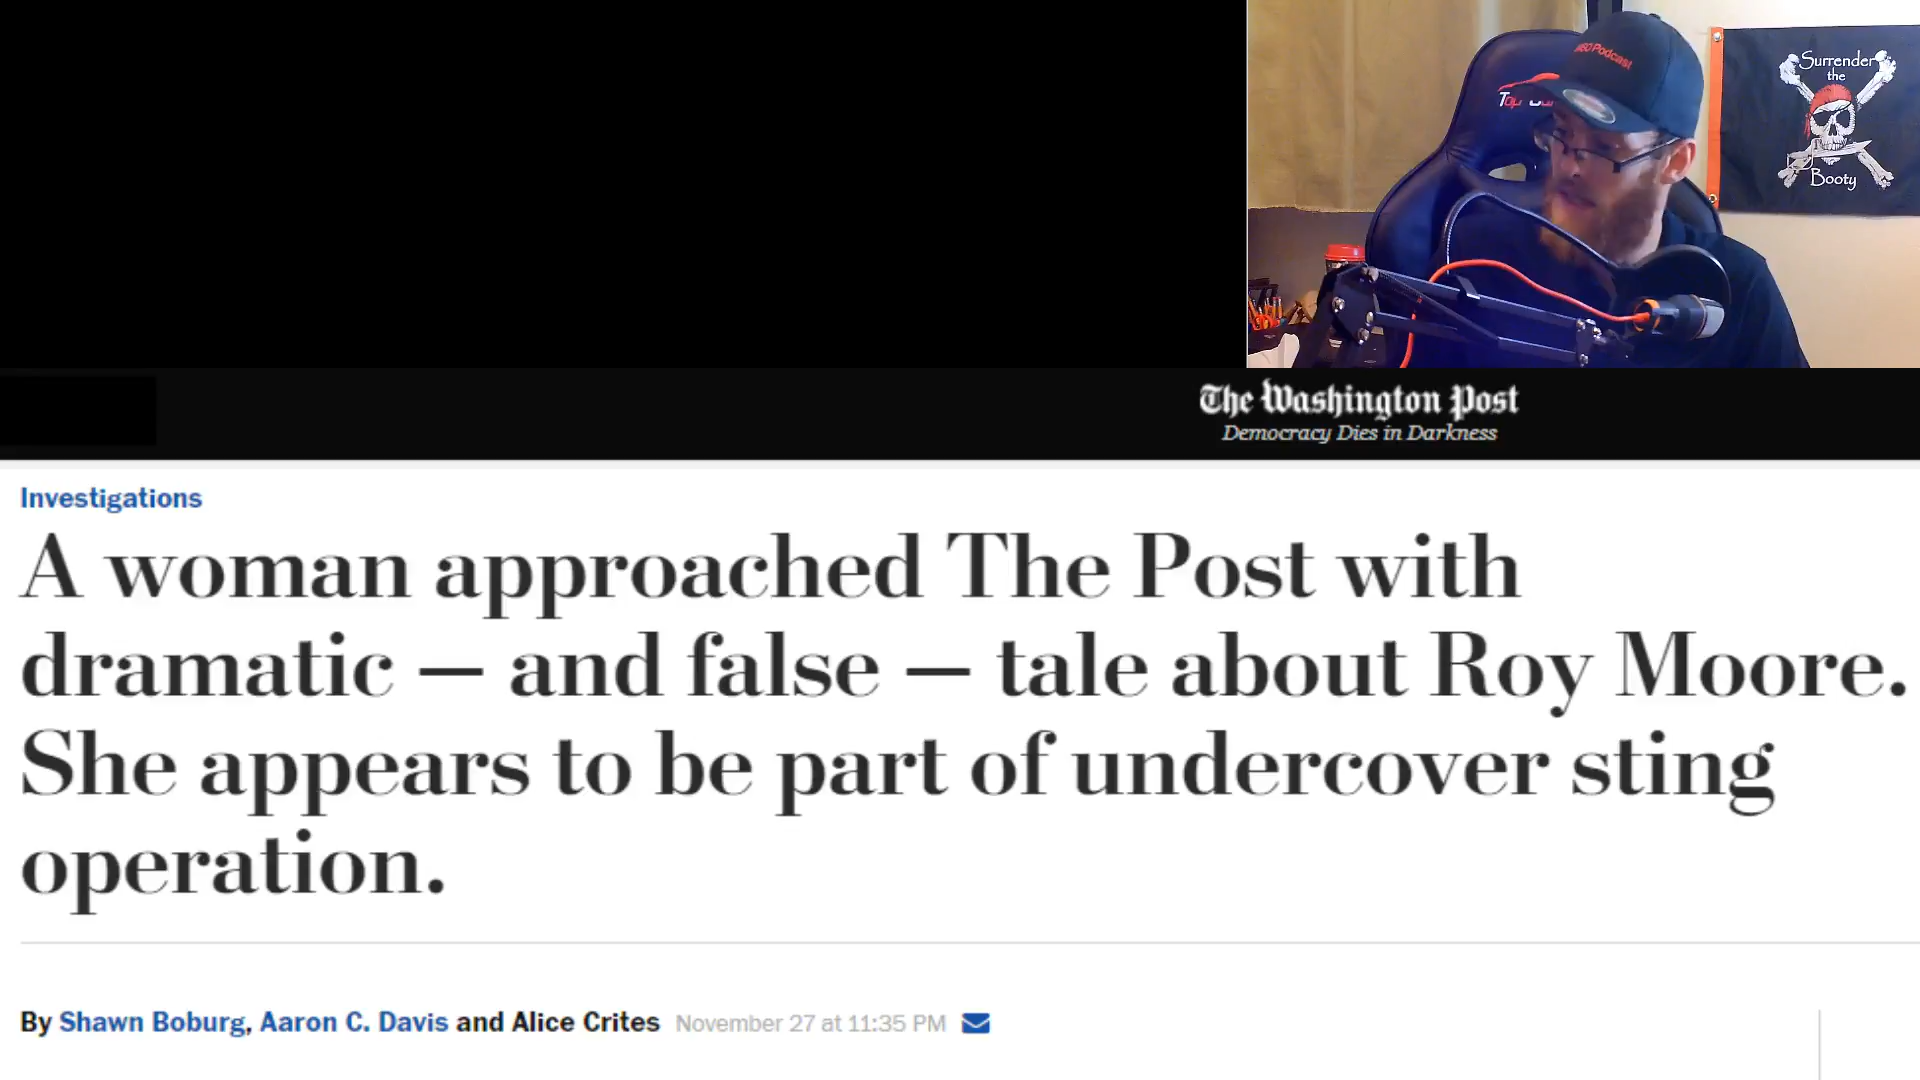 Podcast
Surrender
the
Booty
The Washington Post
Democracy Dies in Darkness
Investigations
A woman approached The Post with
dramatic — and false — tale about Roy Moore.
She appears to be part of undercover sting
operation.
By Shawn Boburg, Aaron C. Davis and Alice Crites November 27 at 11:35 PM